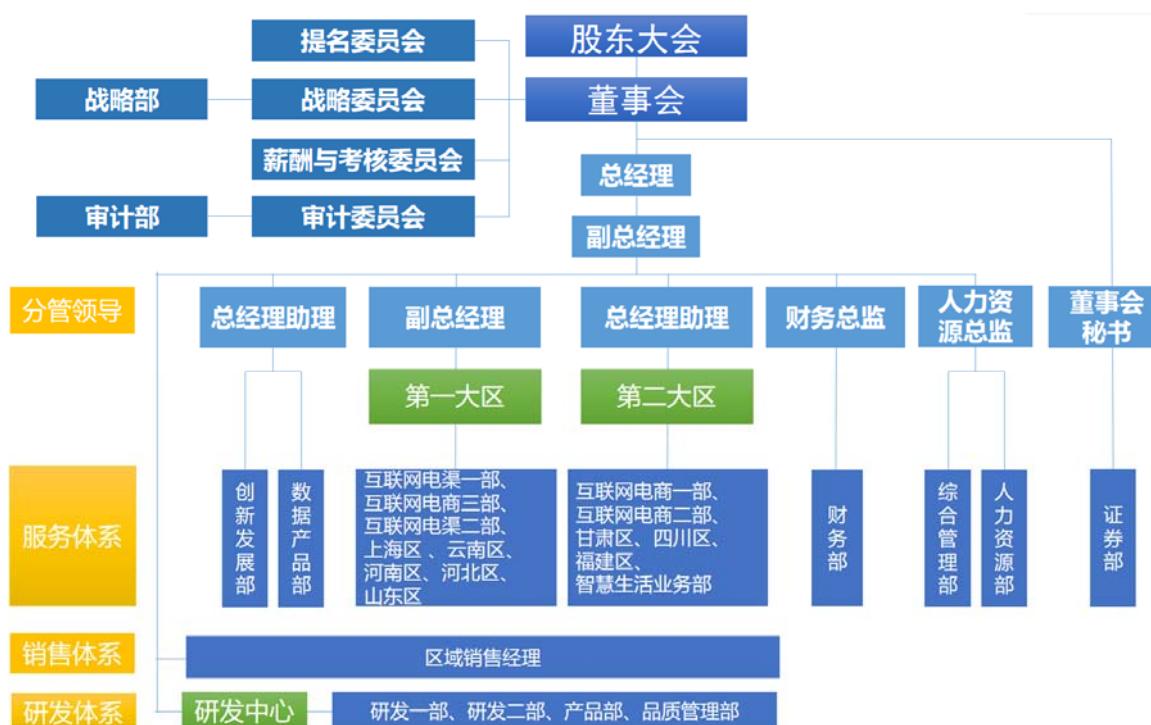 提名委员会
股东大会
战略部
战略委员会
董事会
薪酬与考核委员会
总经理
审计部
审计委员会
副总经理
分管领导
总经理助理
副总经理
总经理助理
财务总监
人力资
源总监
董事会
秘书
第一大区
第二大区
服务体系
创新发展部
数据产品部
互联网电渠一部、
互联网电商三部、
互联网电渠二部、
上海区 、云南区、
河南区、河北区、
山东区
互联网电商一部、
互联网电商二部、
甘肃区、四川区、
福建区、
智慧生活业务部
财务部
综合管理部
人力资源部
证券部
销售体系
区域销售经理
研发体系
研发中心
研发一部、研发二部、产品部、品质管理部